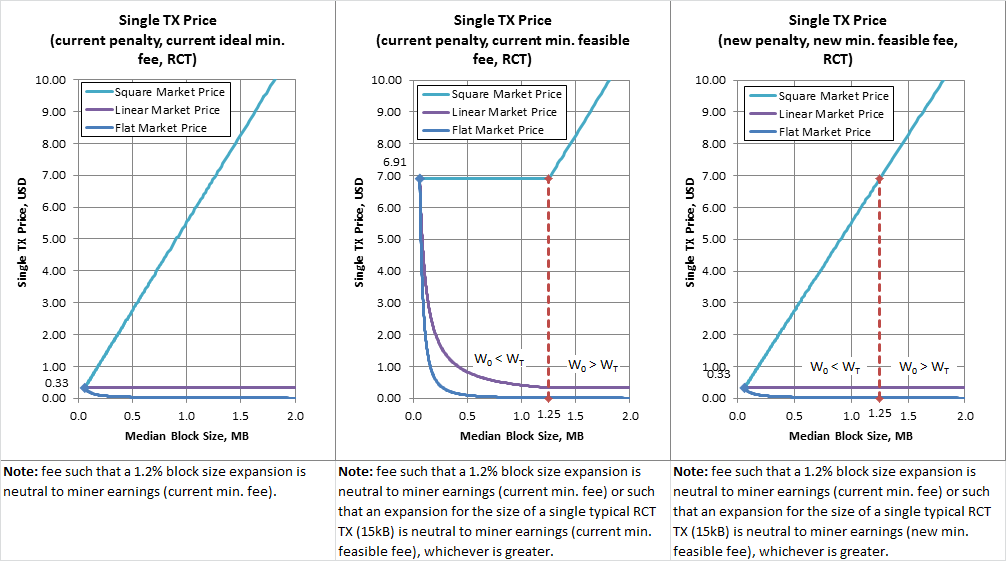 Single TX Price
(current penalty, current ideal min.
fee, RCT)
10.00
9.00
8.00
7.00
6.00
5.00
4.00
3.00
2.00
1.00
0.00
0.33
Single TX Price, USD
Square Market Price
Linear Market Price
Flat Market Price
0.0
0.5
1.0
1.5
2.0
Median Block Size, MB
Note: fee such that a 1.2% block size expansion is
neutral to miner earnings (current min. fee).
Single TX Price
(current penalty, current min. feasible
fee, RCT)
10.00
9.00
8.00
6.91
7.00
6.00
5.00
4.00
3.00
2.00
1.00
0.00
Single TX Price, USD
Square Market Price
Linear Market Price
Flat Market Price
W0 < WT
W0 > WT
0.0
0.5
1.0
1.25
1.5
2.0
Median Block Size, MB
Note: fee such that a 1.2% block size expansion is
neutral to miner earnings (current min. fee) or such
that an expansion for the size of a single typical RCT
TX (15kB) is neutral to miner earnings (current min.
feasible fee), whichever is greater.
Single TX Price
(new penalty, new min. feasible fee,
RCT)
10.00
9.00
8.00
7.00
6.00
5.00
4.00
3.00
2.00
1.00
0.33
0.00
Single TX Price, USD
Square Market Price
Linear Market Price
Flat Market Price
W0 < WT
W0 > WT
0.0
0.5
1.0
1.25
1.5
2.0
Median Block Size, MB
Note: fee such that a 1.2% block size expansion is
neutral to miner earnings (current min. fee) or such
that an expansion for the size of a single typical RCT
TX (15kB) is neutral to miner earnings (new min.
feasible fee), whichever is greater.